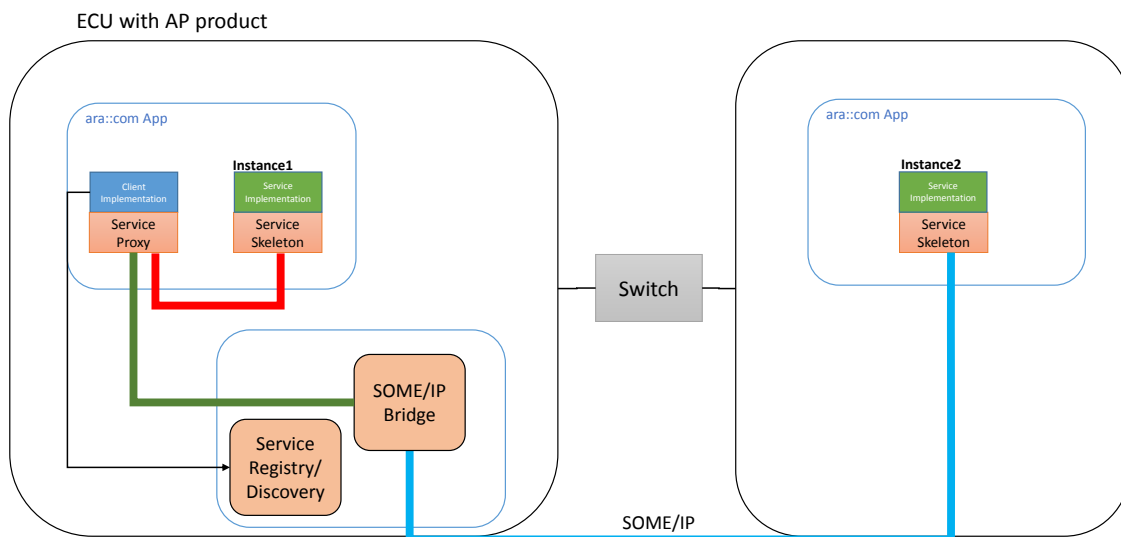 ECU with AP product
ara::com App
Client
Implementation
Service
Proxy
Instance1
Service
Implementation
Service
Skeleton
SOME/IP
Bridge
Service
Registry/
Discovery
Switch
SOME/IP
ara::com App
Instance2
Service
Implementation
Service
Skeleton